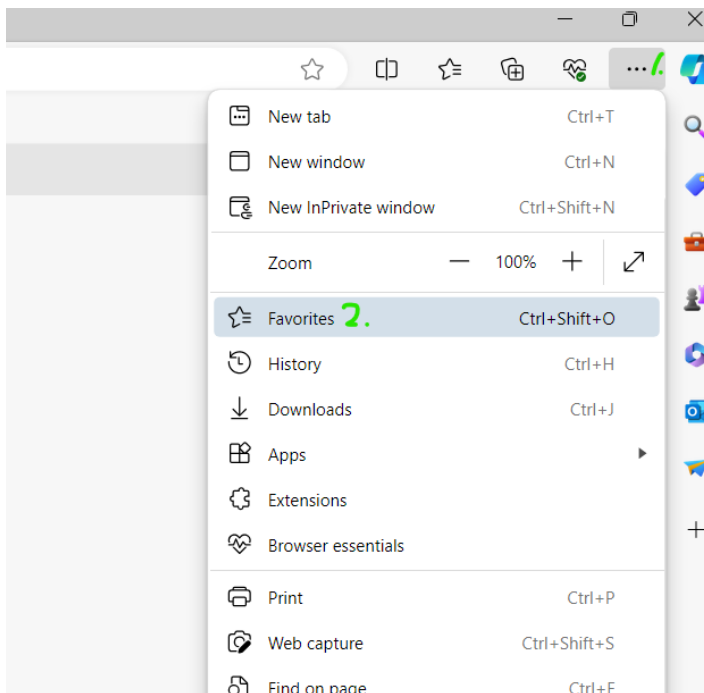 1.
New tab Ctrl+T
New window Ctrl+N
New InPrivate window Ctrl+Shift+N
Zoom 100%
Favorites 2. Ctrl+Shift+O
History Ctrl+H
Downloads Ctrl+J
Apps
Extensions
Browser essentials
Print Ctrl+P
Web capture Ctrl+Shift+S
Find on page Ctrl+F